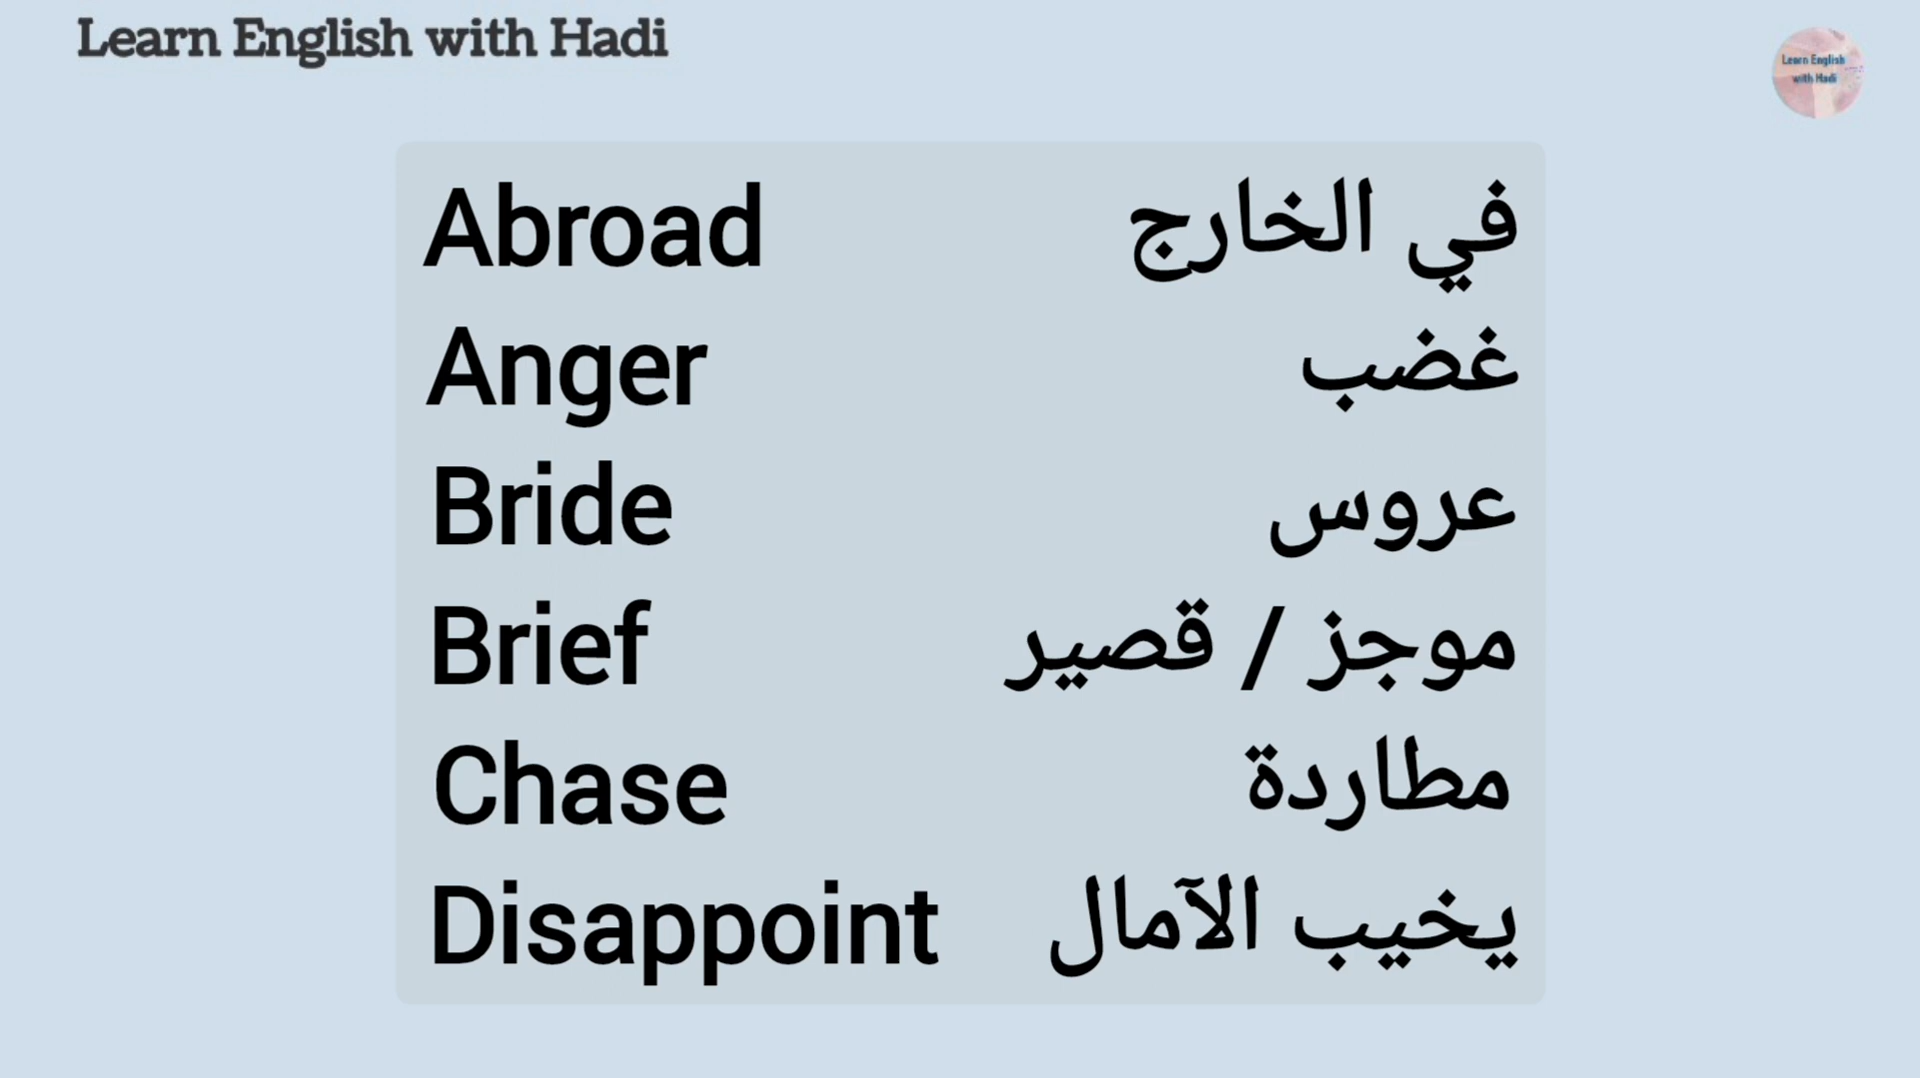 Learn English with Hadi
Learn English
with Hadi
Abroad في الخارج
Anger غضب
Bride عروس
Brief موجز / قصير
Chase مطاردة
Disappoint يخيب الآمال